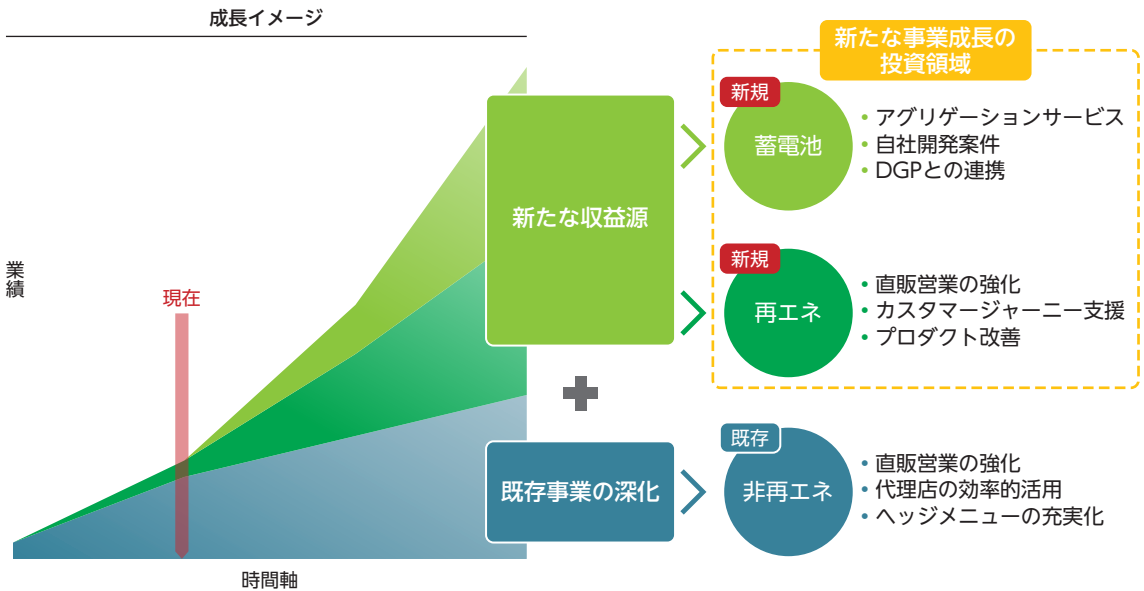 成長イメージ
業績
現在
時間軸
新たな収益源
既存事業の深化
新たな事業成長の
投資領域
新規
蓄電池
• アグリゲーションサービス
• 自社開発案件
• DGPとの連携
新規
再エネ
• 直販営業の強化
• カスタマージャーニー支援
• プロダクト改善
既存
非再エネ
• 直販営業の強化
• 代理店の効率的活用
• ヘッジメニューの充実化